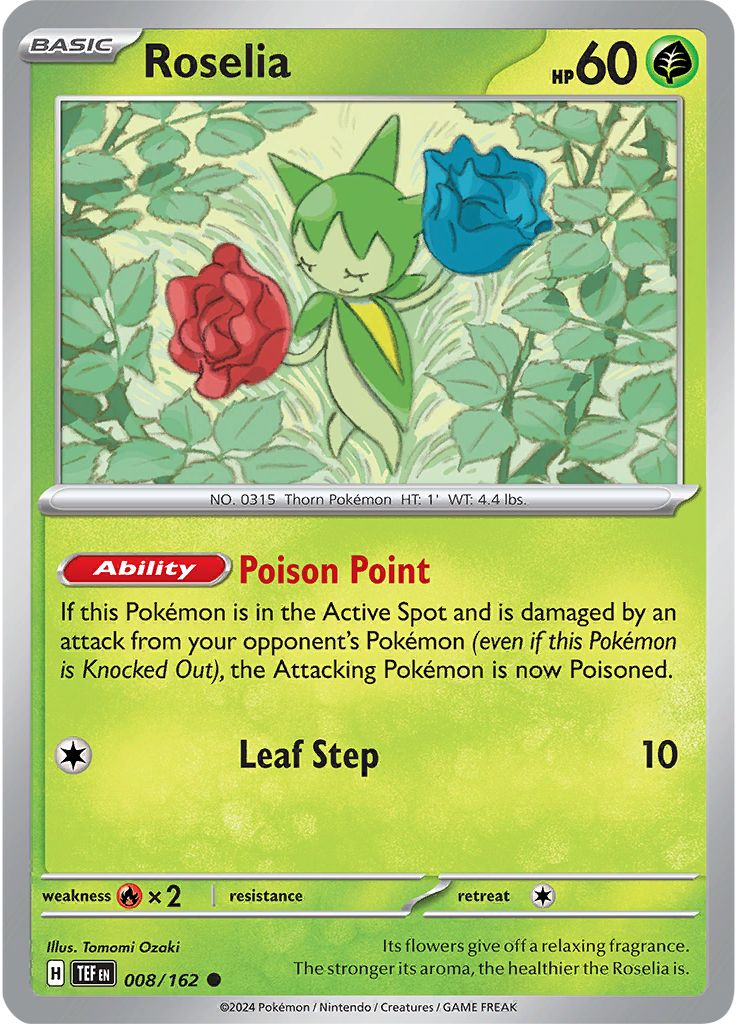 BASIC Roselia HP60
NO. 0315 Thorn Pokémon HT: 1' WT: 4.4 lbs.
Ability Poison Point
If this Pokémon is in the Active Spot and is damaged by an
attack from your opponent's Pokémon (even if this Pokémon
is Knocked Out), the Attacking Pokémon is now Poisoned.
Leaf Step 10
weakness ×2 resistance retreat
Illus. Tomomi Ozaki
Its flowers give off a relaxing fragrance.
The stronger its aroma, the healthier the Roselia is.
H TEF EN 008/162
©2024 Pokémon / Nintendo / Creatures / GAME FREAK